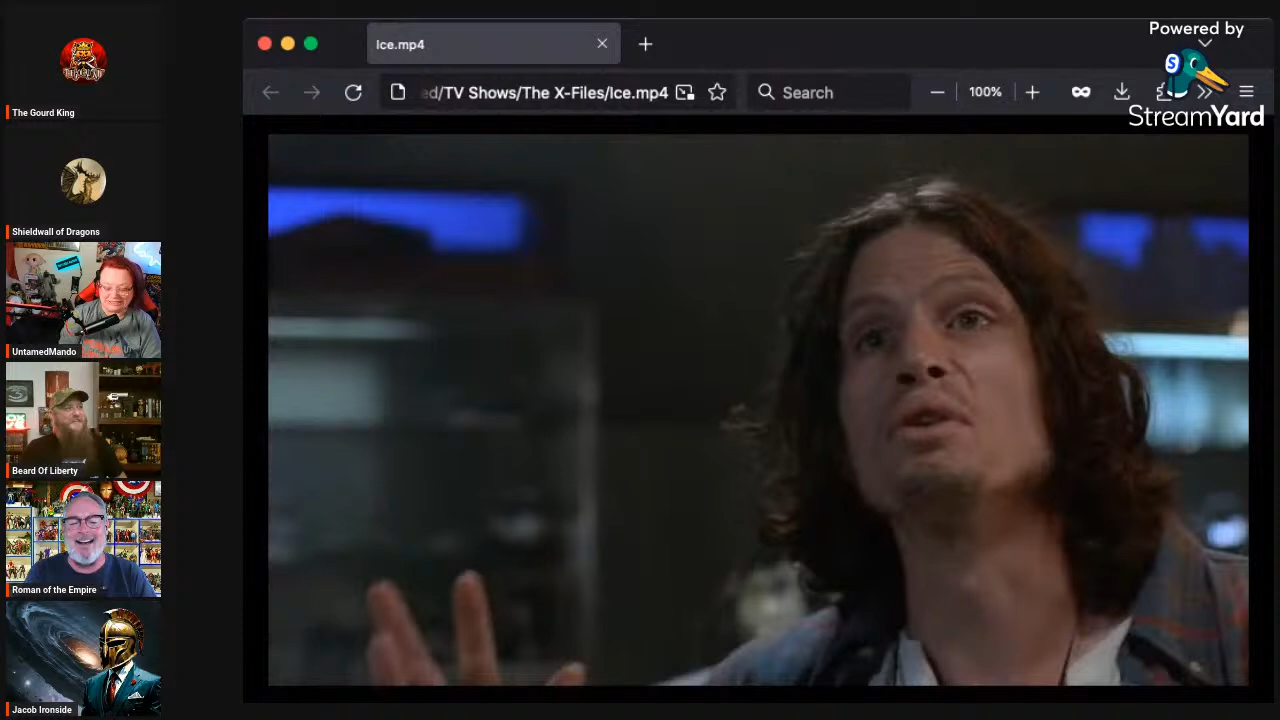 Ice.mp4
Powered by
ed/TV Shows/The X-Files/Ice.mp4
Search
100%
StreamYard
The Gourd King
Shieldwall of Dragons
UntamedMando
Beard Of Liberty
Roman of the Empire
Jacob Ironside